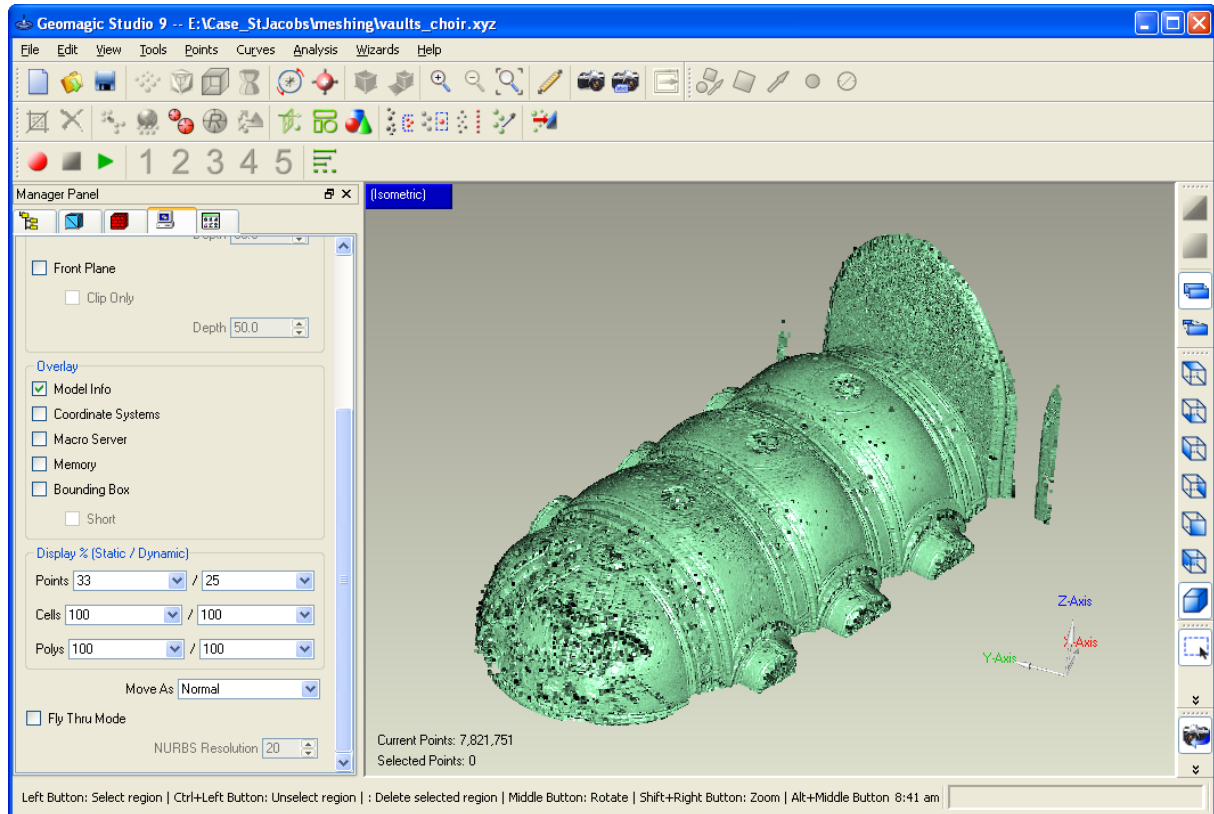 Geomagic Studio 9 -- E:\Case_StJacobs\meshing\vaults_choir.xyz
File Edit View Tools Points Curves Analysis Wizards Help
1 2 3 4 5
Manager Panel
(Isometric)
Depth
Front Plane
Clip Only
Depth 50.0
Overlay
Model Info
Coordinate Systems
Macro Server
Memory
Bounding Box
Short
Display % (Static / Dynamic)
Points 33 / 25
Cells 100 / 100
Polys 100 / 100
Move As Normal
Fly Thru Mode
NURBS Resolution 20
Z-Axis
X-Axis
Y-Axis
Current Points: 7,821,751
Selected Points: 0
Left Button: Select region | Ctrl+Left Button: Unselect region | : Delete selected region | Middle Button: Rotate | Shift+Right Button: Zoom | Alt+Middle Button 8:41 am